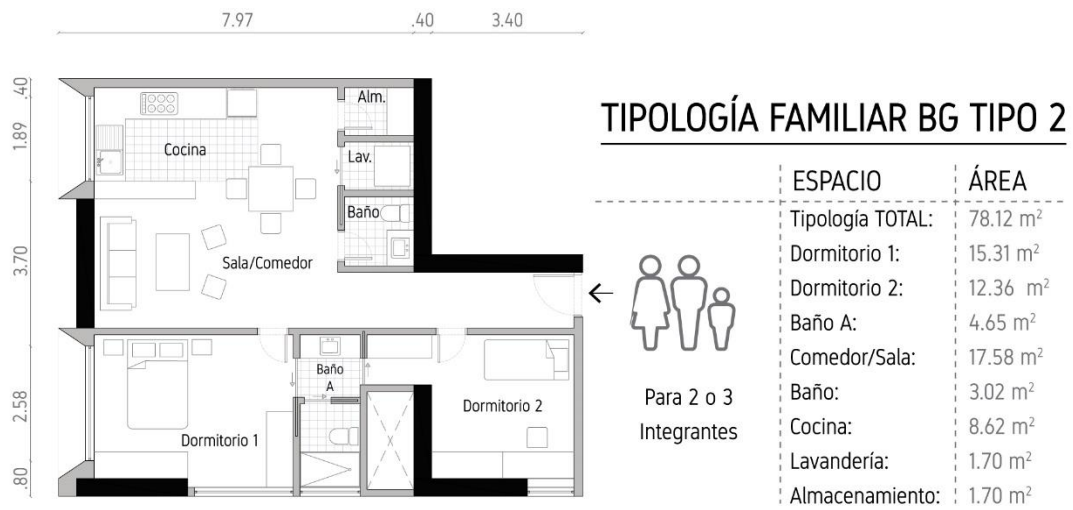 7.97 .40 3.40
.40
1.89
3.70
2.58
.80
Alm.
Cocina
Lav.
Baño
Sala/Comedor
Baño
A
Dormitorio 1
Dormitorio 2
TIPOLOGÍA FAMILIAR BG TIPO 2
Para 2 o 3
Integrantes
ESPACIO ÁREA
Tipología TOTAL: 78.12 m²
Dormitorio 1: 15.31 m²
Dormitorio 2: 12.36 m²
Baño A: 4.65 m²
Comedor/Sala: 17.58 m²
Baño: 3.02 m²
Cocina: 8.62 m²
Lavandería: 1.70 m²
Almacenamiento: 1.70 m²